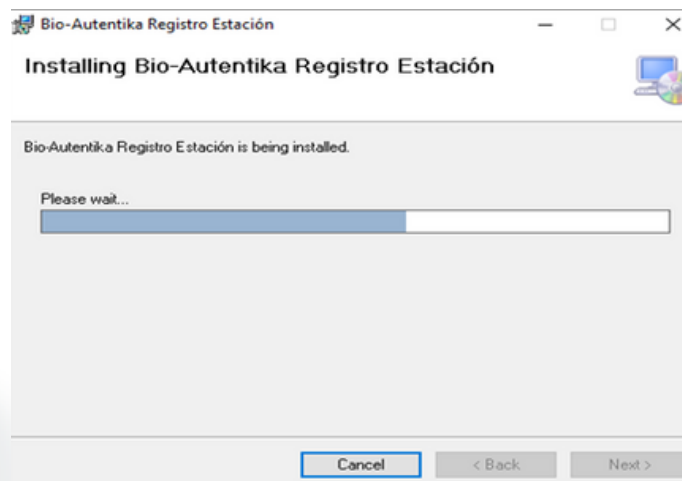 Bio-Autentika Registro Estación
Installing Bio-Autentika Registro Estación
Bio-Autentika Registro Estación is being installed.
Please wait...
Cancel
< Back
Next >